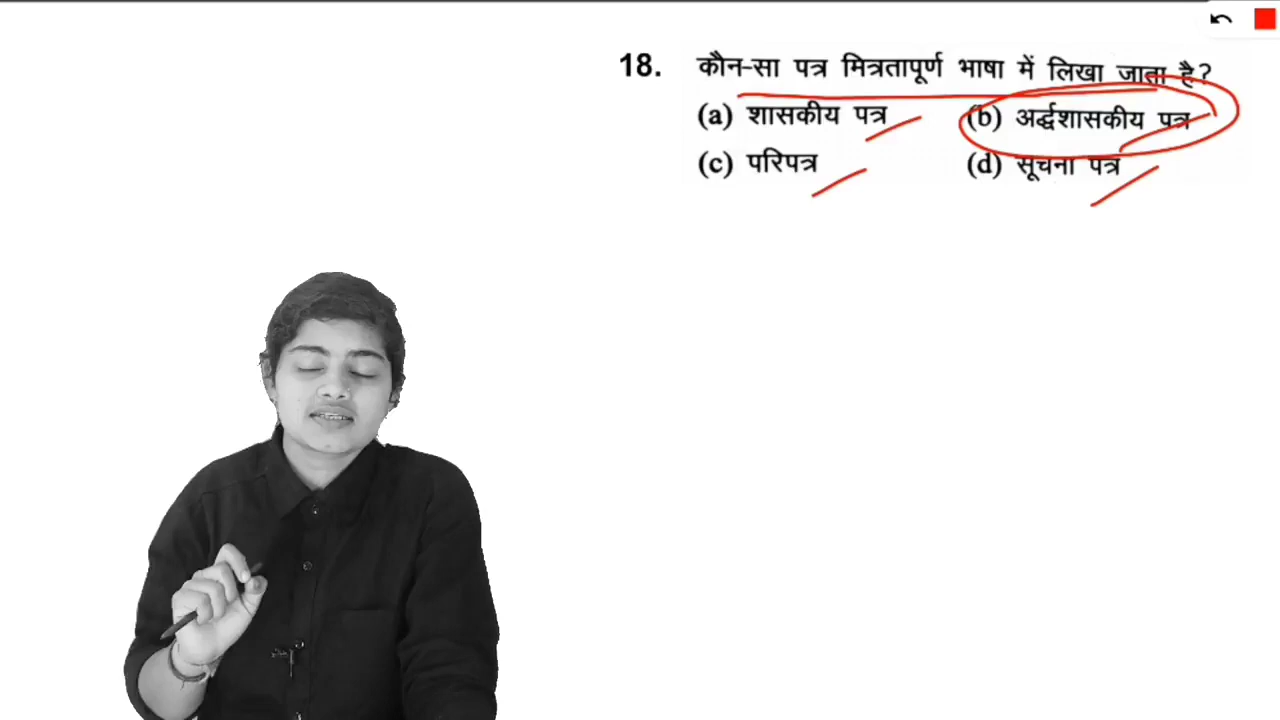 18. कौन-सा पत्र मित्रतापूर्ण भाषा में लिखा जाता है?
(a) शासकीय पत्र (b) अर्द्धशासकीय पत्र
(c) परिपत्र (d) सूचना पत्र